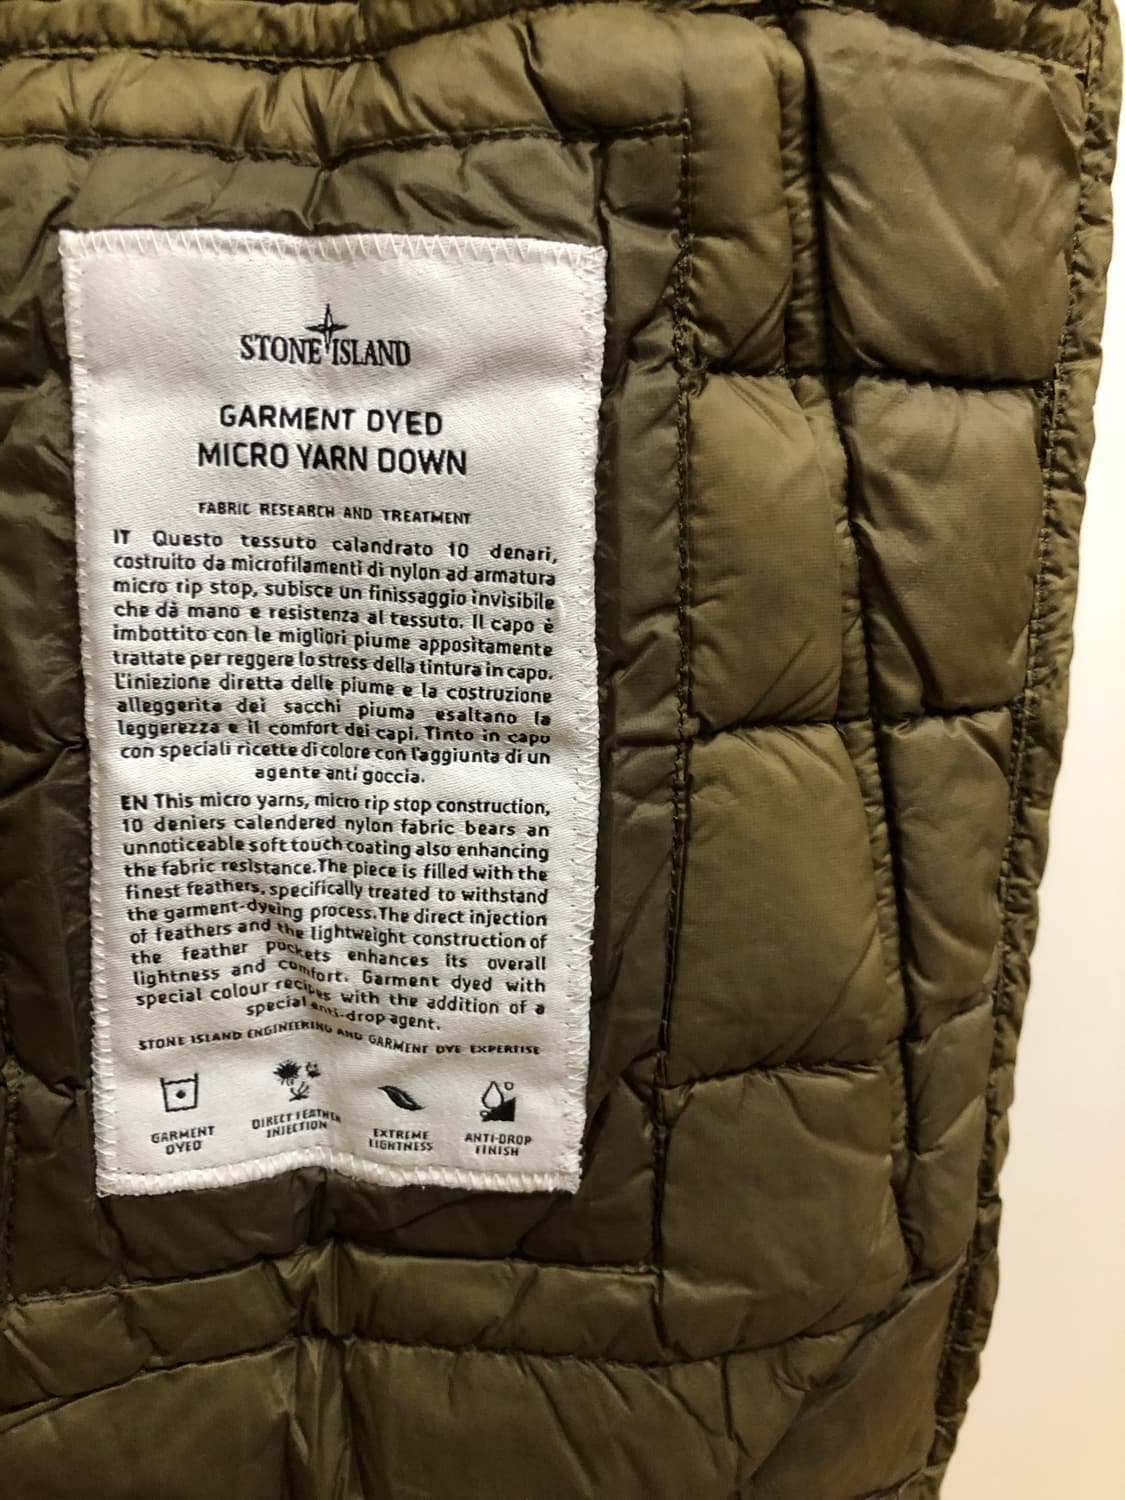 STONE ISLAND
GARMENT DYED
MICRO YARN DOWN
FABRIC RESEARCH AND TREATMENT
IT Questo tessuto calandrato 10 denari,
costruito da microfilamenti di nylon ad armatura
micro rip stop, subisce un finissaggio invisibile
che dà mano e resistenza al tessuto. Il capo è
imbottito con le migliori piume appositamente
trattate per reggere lo stress della tintura in capo.
L'iniezione diretta delle piume e la costruzione
alleggerita dei sacchi piuma esaltano la
leggerezza e il comfort dei capi. Tinto in capo
con speciali ricette di colore con l'aggiunta di un
agente anti goccia.
EN This micro yarns, micro rip stop construction,
10 deniers calendered nylon fabric bears an
unnoticeable soft touch coating also enhancing
the fabric resistance.The piece is filled with the
finest feathers, specifically treated to withstand
the garment-dyeing process.The direct injection
of feathers and the lightweight construction of
the feather pockets enhances its overall
lightness and comfort. Garment dyed with
special colour recipes with the addition of a
special anti-drop agent.
STONE ISLAND ENGINEERING AND GARMENT DYE EXPERTISE
GARMENT DYED
DIRECT FEATHER INJECTION
EXTREME LIGHTNESS
ANTI-DROP FINISH